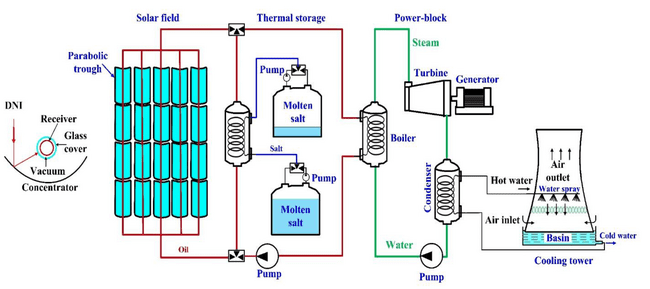 Solar field
Thermal storage
Power-block
Parabolic
trough
DNI
Receiver
Glass
cover
Vacuum
Concentrator
Oil
Pump
Molten
salt
Salt
Pump
Molten
salt
Pump
Steam
Turbine
Generator
Boiler
Condenser
Water
Pump
Hot water
Air
outlet
Water spray
Air inlet
Basin
Cold water
Cooling tower